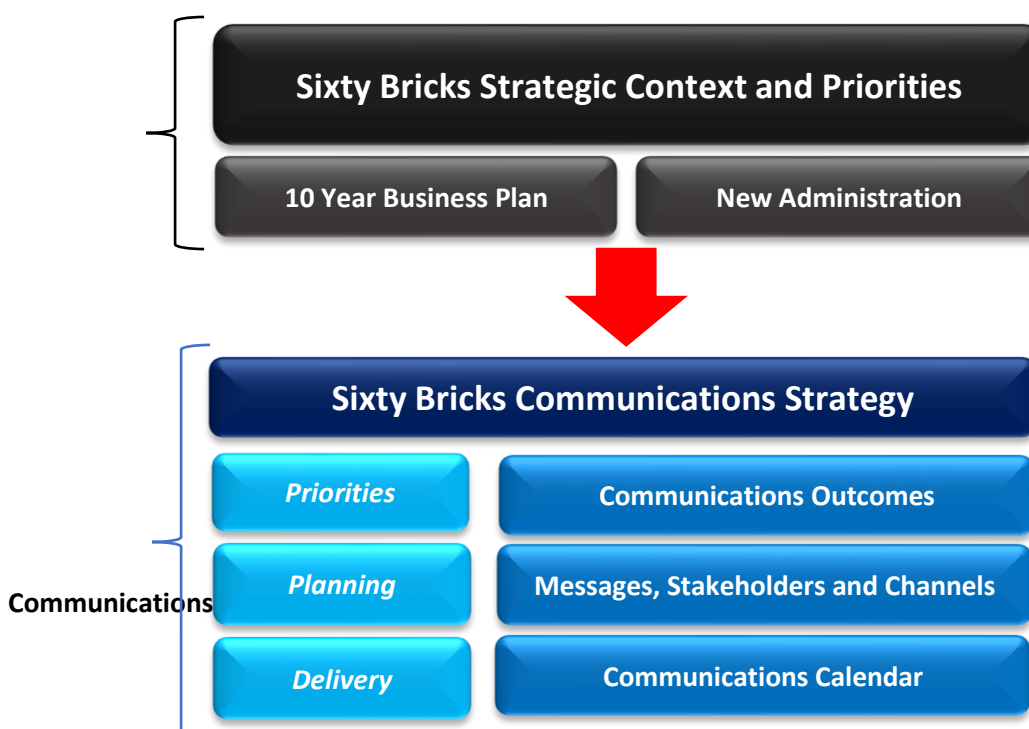 Sixty Bricks Strategic Context and Priorities
10 Year Business Plan
New Administration
Sixty Bricks Communications Strategy
Priorities
Communications Outcomes
Communications
Planning
Messages, Stakeholders and Channels
Delivery
Communications Calendar